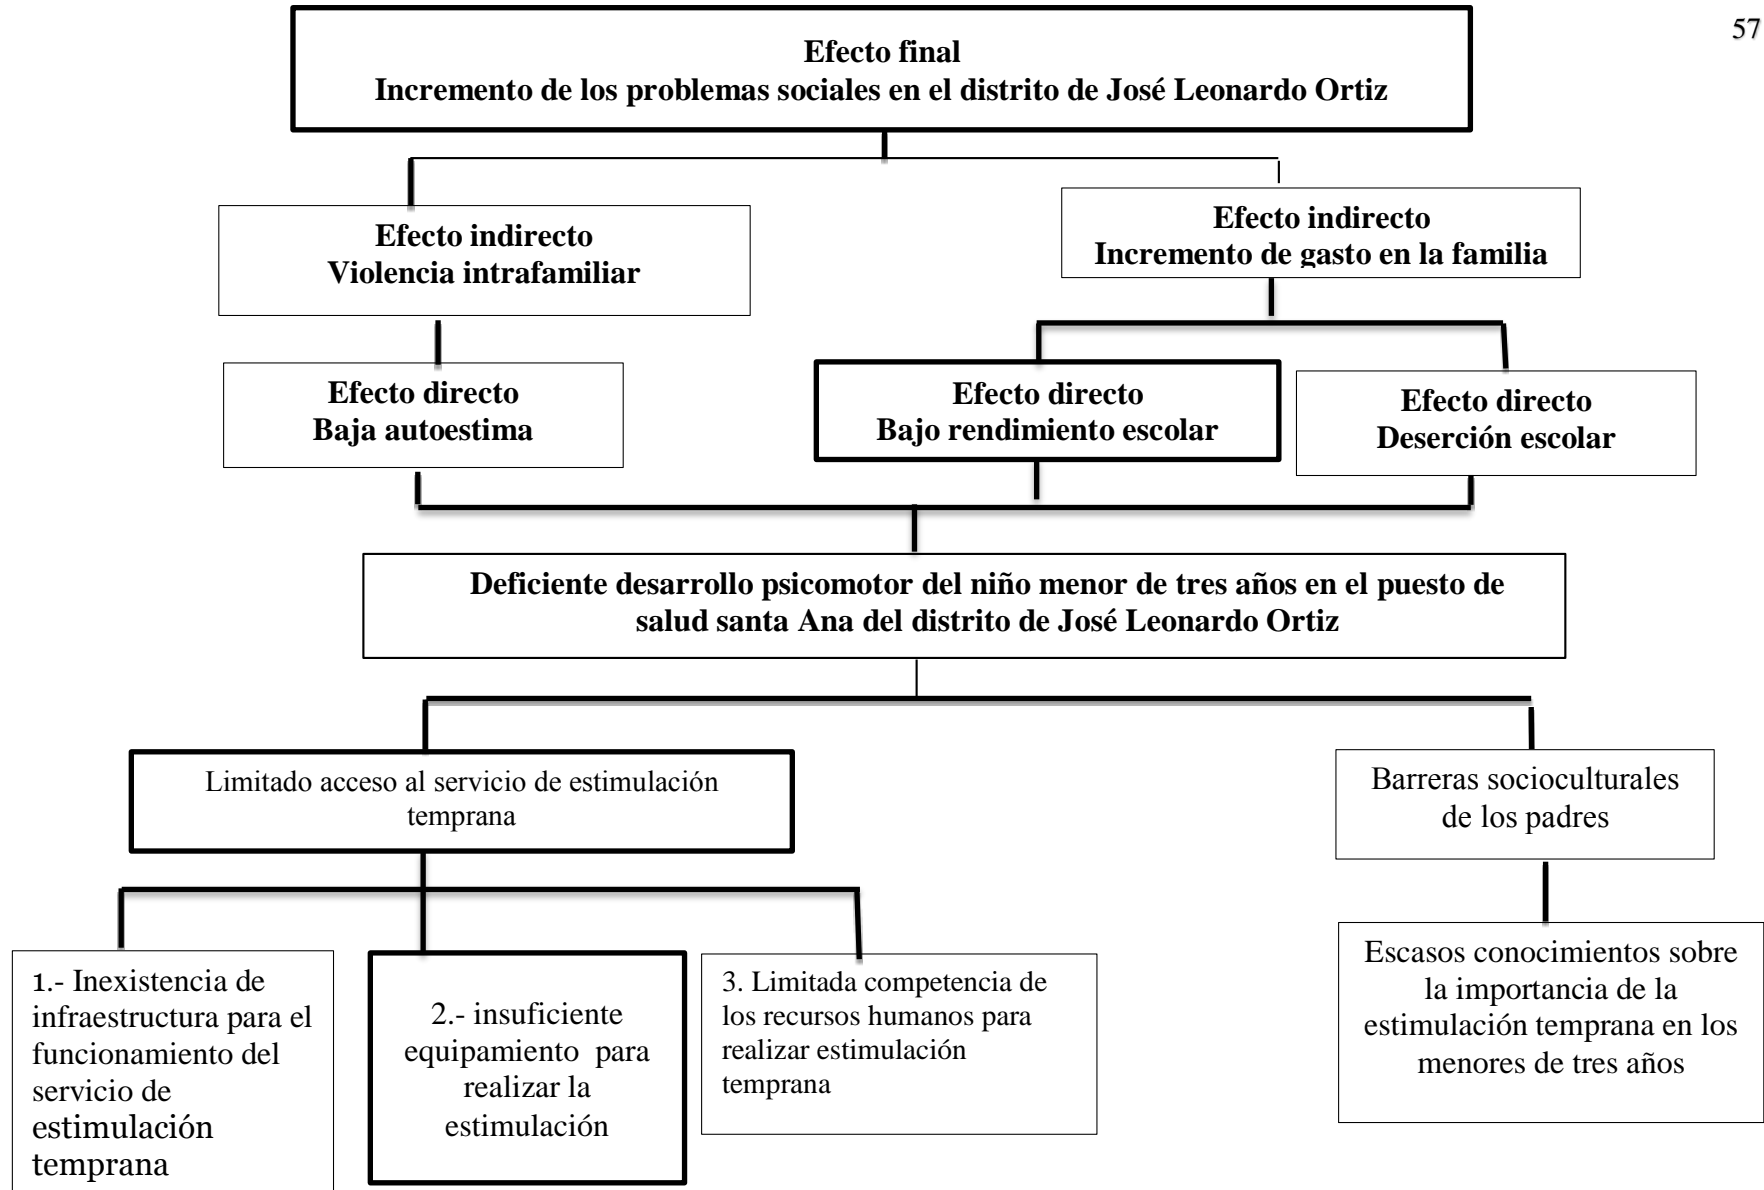 57
Efecto final
Incremento de los problemas sociales en el distrito de José Leonardo Ortiz
Efecto indirecto
Violencia intrafamiliar
Efecto indirecto
Incremento de gasto en la familia
Efecto directo
Baja autoestima
Efecto directo
Bajo rendimiento escolar
Efecto directo
Deserción escolar
Deficiente desarrollo psicomotor del niño menor de tres años en el puesto de
salud santa Ana del distrito de José Leonardo Ortiz
Limitado acceso al servicio de estimulación
temprana
Barreras socioculturales
de los padres
1.- Inexistencia de
infraestructura para el
funcionamiento del
servicio de
estimulación
temprana
2.- insuficiente
equipamiento para
realizar la
estimulación
3. Limitada competencia de
los recursos humanos para
realizar estimulación
temprana
Escasos conocimientos sobre
la importancia de la
estimulación temprana en los
menores de tres años